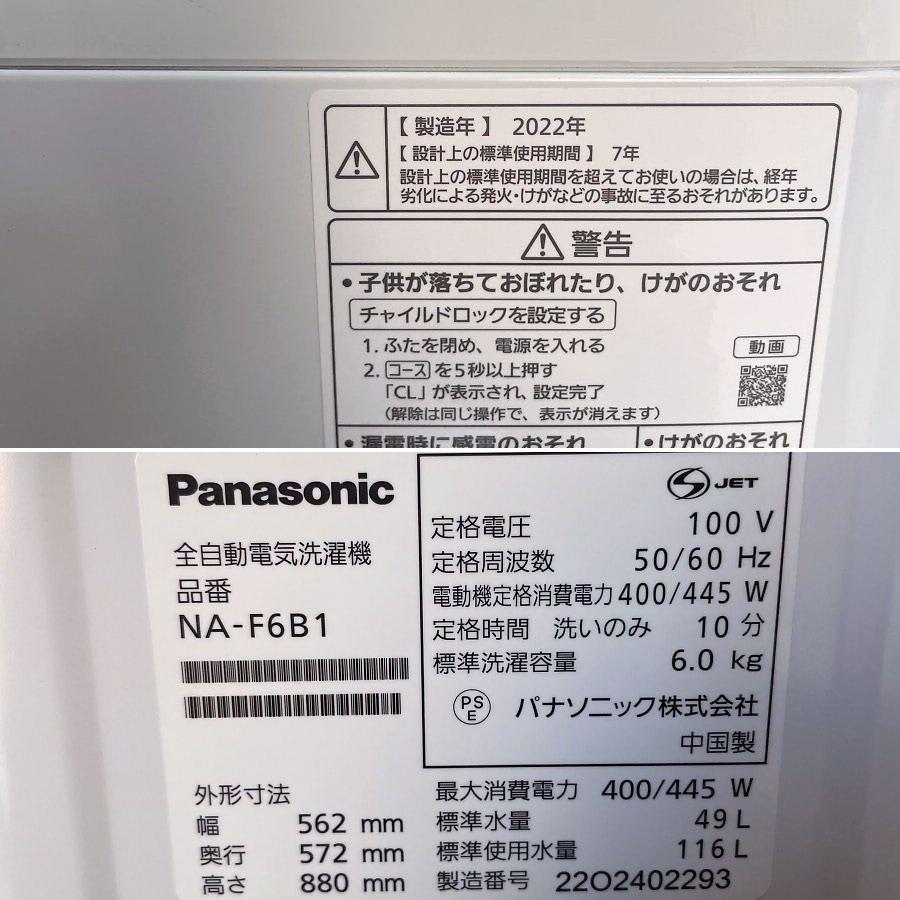 【製造年】 2022年
【設計上の標準使用期間】 7年
設計上の標準使用期間を超えてお使いの場合は、経年
劣化による発火・けがなどの事故に至るおそれがあります。
警告
• 子供が落ちておぼれたり、けがのおそれ
チャイルドロックを設定する
1. ふたを閉め、電源を入れる
動画
2. コース を5秒以上押す
「CL」が表示され、設定完了
（解除は同じ操作で、表示が消えます）
• 漏電時に感電のおそれ
• けがのおそれ
Panasonic
全自動電気洗濯機
品番
NA-F6B1
外形寸法
幅 562 mm
奥行 572 mm
高さ 880 mm
S JET
定格電圧 100 V
定格周波数 50/60 Hz
電動機定格消費電力 400/445 W
定格時間 洗いのみ 10 分
標準洗濯容量 6.0 kg
PS
E
パナソニック株式会社
中国製
最大消費電力 400/445 W
標準水量 49 L
標準使用水量 116 L
製造番号 22O2402293